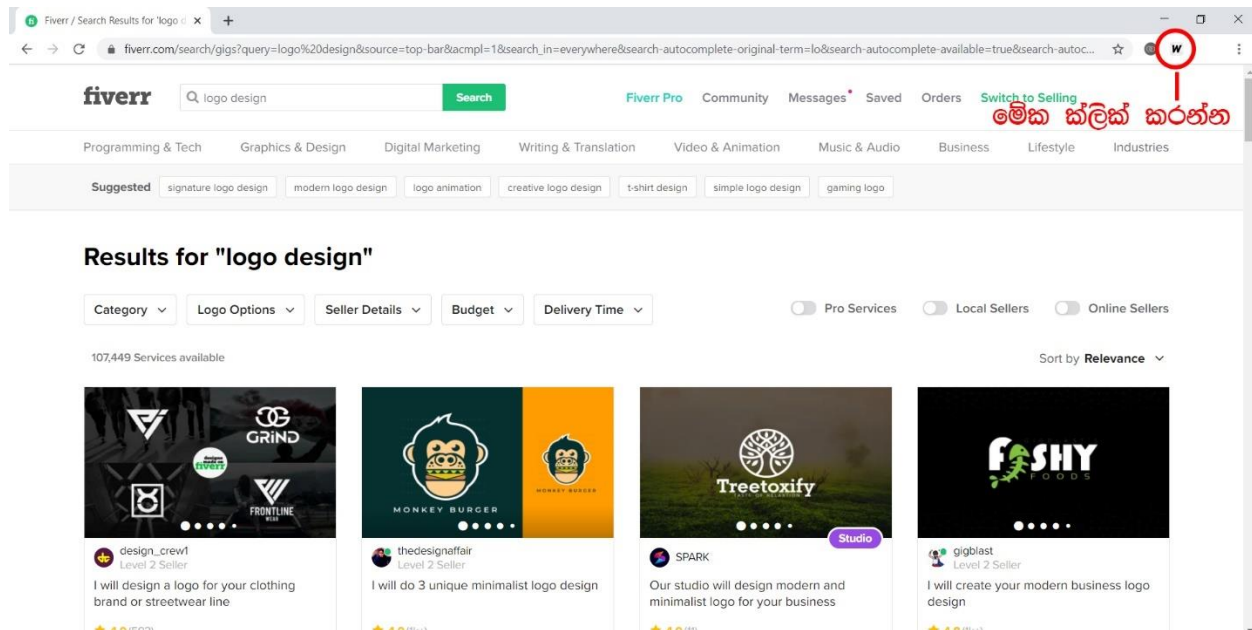 Fiverr / Search Results for 'logo d
fiverr.com/search/gigs?query=logo%20design&source=top-bar&acmpl=1&search_in=everywhere&search-autocomplete-original-term=lo&search-autocomplete-available=true&search-autoc...
W
fiverr logo design Search Fiverr Pro Community Messages Saved Orders Switch to Selling
මේක ක්ලික් කරන්න
Programming & Tech Graphics & Design Digital Marketing Writing & Translation Video & Animation Music & Audio Business Lifestyle Industries
Suggested signature logo design modern logo design logo animation creative logo design t-shirt design simple logo design gaming logo
Results for "logo design"
Category Logo Options Seller Details Budget Delivery Time Pro Services Local Sellers Online Sellers
107,449 Services available Sort by Relevance
GRIND
fiverr
FRONTLINE
WEAR
MONKEY BURGER
MONKEY BURGER
Treetoxify
FISHY
FOODS
Studio
design_crew1
Level 2 Seller
I will design a logo for your clothing
brand or streetwear line
thedesignaffair
Level 2 Seller
I will do 3 unique minimalist logo design
SPARK
Our studio will design modern and
minimalist logo for your business
gigblast
Level 2 Seller
I will create your modern business logo
design